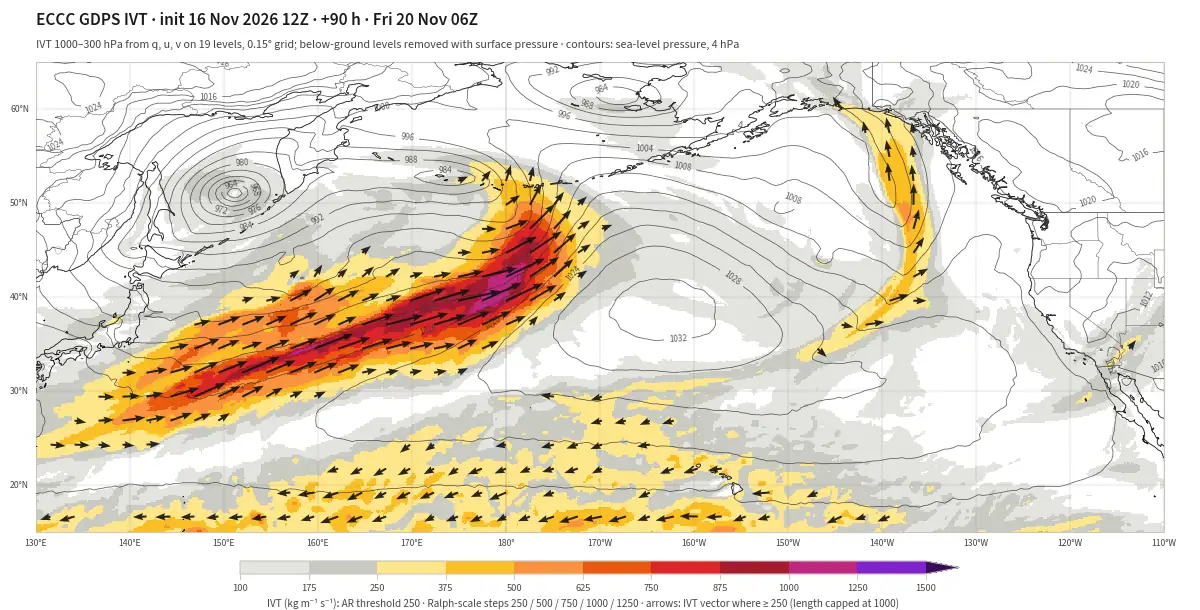 ECCC GDPS IVT · init 16 Nov 2026 12Z · +90 h · Fri 20 Nov 06Z
IVT 1000–300 hPa from q, u, v on 19 levels, 0.15° grid; below-ground levels removed with surface pressure · contours: sea-level pressure, 4 hPa
992
1024
1020
60°N
1024
1016
984
988
996
996
1004
1016
1024
988
1008
984
980
1020
50°N
972
976
984
992
1008
1024
1028
40°N
1012
1032
30°N
20°N
130°E 140°E 150°E 160°E 170°E 180° 170°W 160°W 150°W 140°W 130°W 120°W 110°W
100 175 250 375 500 625 750 875 1000 1250 1500
IVT (kg m⁻¹ s⁻¹): AR threshold 250 · Ralph-scale steps 250 / 500 / 750 / 1000 / 1250 · arrows: IVT vector where ≥ 250 (length capped at 1000)